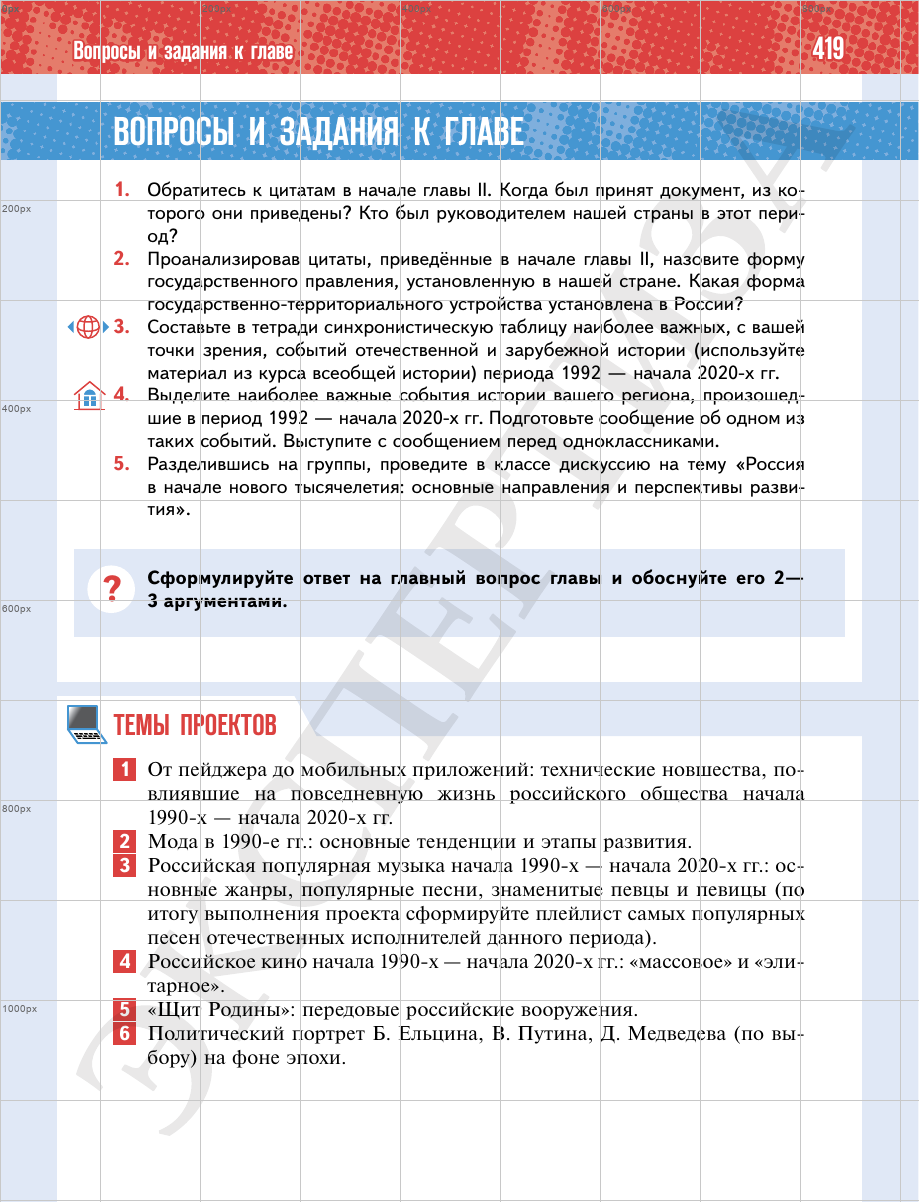 Вопросы и задания к главе
419
ВОПРОСЫ И ЗАДАНИЯ К ГЛАВЕ
1. Обратитесь к цитатам в начале главы II. Когда был принят документ, из ко-
торого они приведены? Кто был руководителем нашей страны в этот пери-
од?
2. Проанализировав цитаты, приведённые в начале главы II, назовите форму
государственного правления, установленную в нашей стране. Какая форма
государственно-территориального устройства установлена в России?
3. Составьте в тетради синхронистическую таблицу наиболее важных, с вашей
точки зрения, событий отечественной и зарубежной истории (используйте
материал из курса всеобщей истории) периода 1992 — начала 2020-х гг.
4. Выделите наиболее важные события истории вашего региона, произошед-
шие в период 1992 — начала 2020-х гг. Подготовьте сообщение об одном из
таких событий. Выступите с сообщением перед одноклассниками.
5. Разделившись на группы, проведите в классе дискуссию на тему «Россия
в начале нового тысячелетия: основные направления и перспективы разви-
тия».
? Сформулируйте ответ на главный вопрос главы и обоснуйте его 2—
3 аргументами.
ТЕМЫ ПРОЕКТОВ
1 От пейджера до мобильных приложений: технические новшества, по-
влиявшие на повседневную жизнь российского общества начала
1990-х — начала 2020-х гг.
2 Мода в 1990-е гг.: основные тенденции и этапы развития.
3 Российская популярная музыка начала 1990-х — начала 2020-х гг.: ос-
новные жанры, популярные песни, знаменитые певцы и певицы (по
итогу выполнения проекта сформируйте плейлист самых популярных
песен отечественных исполнителей данного периода).
4 Российское кино начала 1990-х — начала 2020-х гг.: «массовое» и «эли-
тарное».
5 «Щит Родины»: передовые российские вооружения.
6 Политический портрет Б. Ельцина, В. Путина, Д. Медведева (по вы-
бору) на фоне эпохи.
ЭКСПЕРТИЗА
200px
400px
600px
800px
1000px